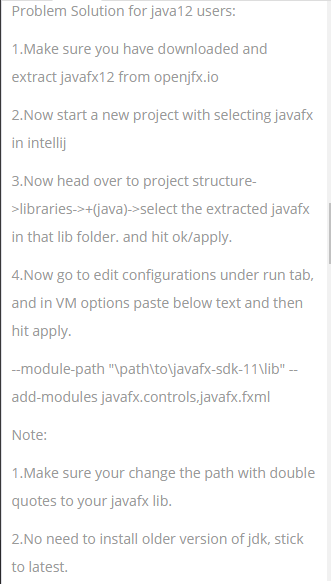 Problem Solution for java12 users:
1.Make sure you have downloaded and
extract javafx12 from openjfx.io
2.Now start a new project with selecting javafx
in intellij
3.Now head over to project structure-
>libraries->+(java)->select the extracted javafx
in that lib folder. and hit ok/apply.
4.Now go to edit configurations under run tab,
and in VM options paste below text and then
hit apply.
--module-path "\path\to\javafx-sdk-11\lib" --
add-modules javafx.controls,javafx.fxml
Note:
1.Make sure your change the path with double
quotes to your javafx lib.
2.No need to install older version of jdk, stick
to latest.